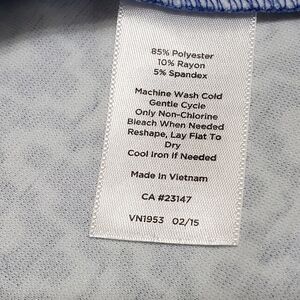 85% Polyester
10% Rayon
5% Spandex
Machine Wash Cold
Gentle Cycle
Only Non-Chlorine
Bleach When Needed
Reshape, Lay Flat To
Dry
Cool Iron If Needed
Made in Vietnam
CA #23147
VN1953 02/15